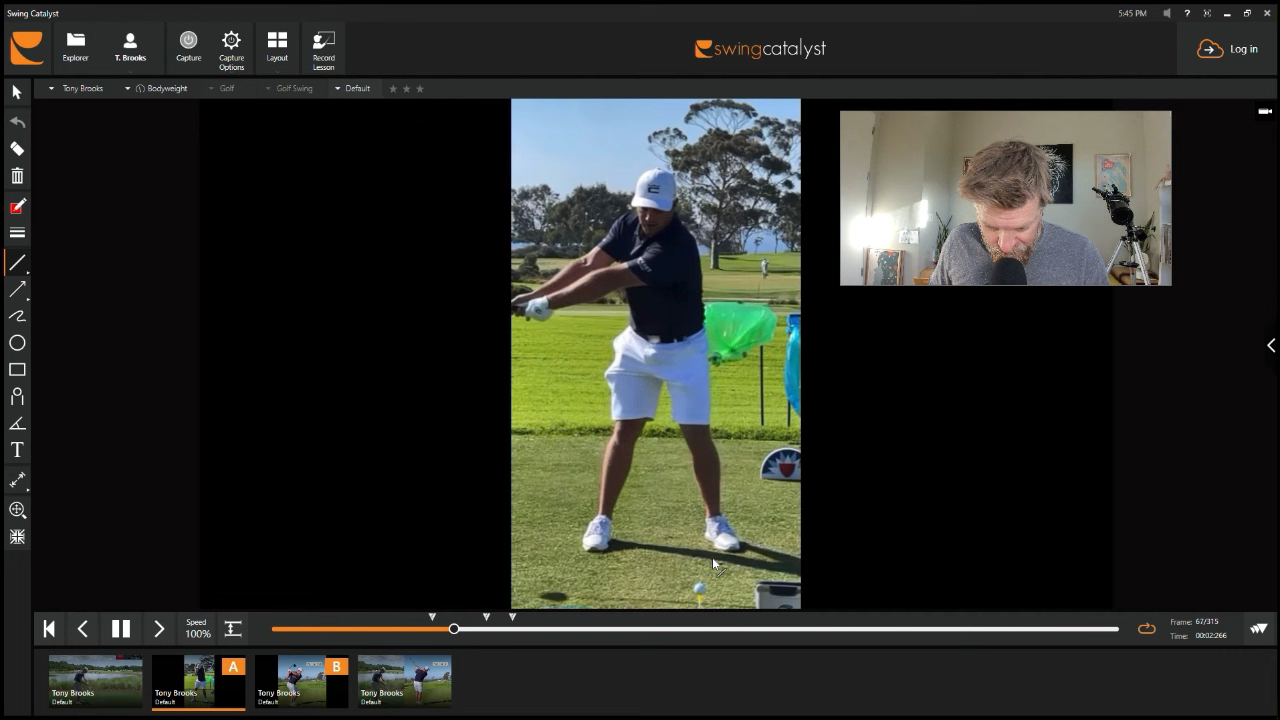 Swing Catalyst
5:45 PM
?
Explorer
T. Brooks
Capture
Capture
Options
Layout
Record
Lesson
swingcatalyst
Log in
Tony Brooks
Bodyweight
Golf
Golf Swing
Default
T
Speed
100%
Frame: 67/315
Time: 00:02:266
A
B
Tony Brooks
Default
Tony Brooks
Default
Tony Brooks
Default
Tony Brooks
Default